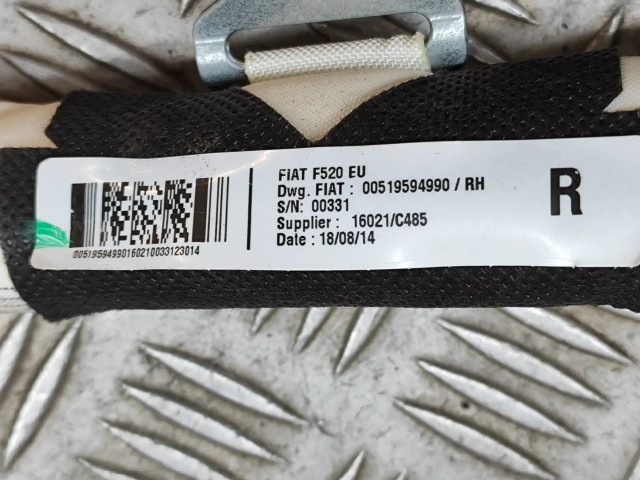 FIAT F520 EU
Dwg. FIAT : 00519594990 / RH
S/N: 00331
Supplier : 16021/C485
Date : 18/08/14
R
00519594990160210033123014